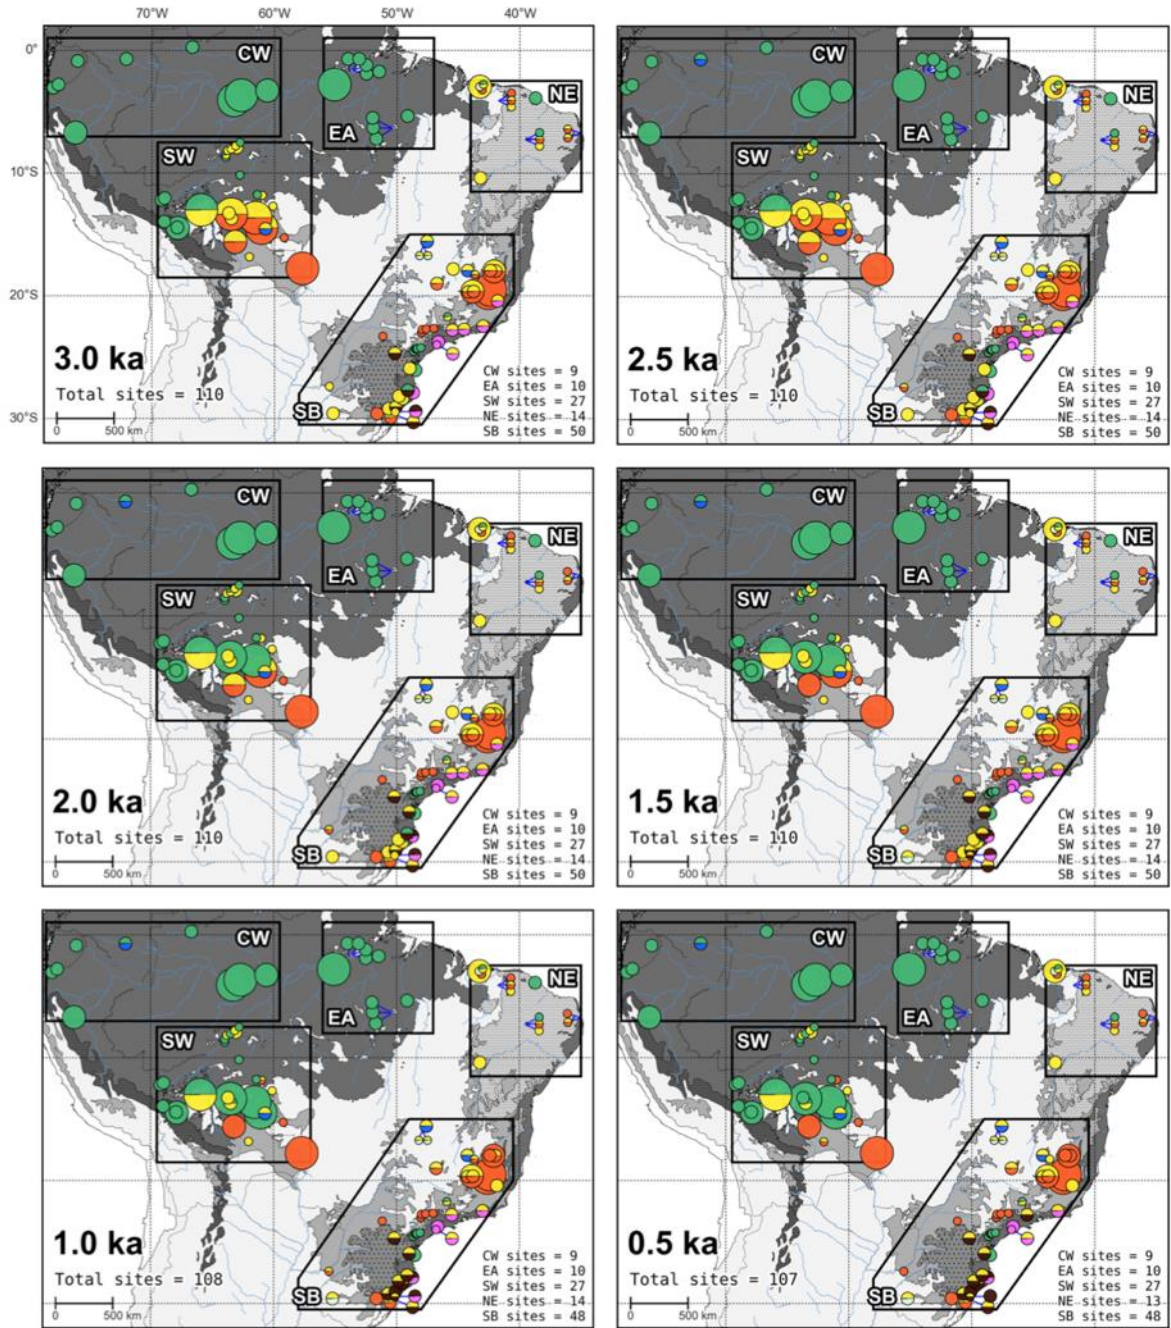 70°W 60°W 50°W 40°W
0°
10°S
20°S
30°S
CW
EA
NE
SW
SB
3.0 ka
Total sites = 110
0 500 km
CW sites = 9
EA sites = 10
SW sites = 27
NE sites = 14
SB sites = 50
CW
EA
NE
SW
SB
2.5 ka
Total sites = 110
0 500 km
CW sites = 9
EA sites = 10
SW sites = 27
NE sites = 14
SB sites = 50
CW
EA
NE
SW
SB
2.0 ka
Total sites = 110
0 500 km
CW sites = 9
EA sites = 10
SW sites = 27
NE sites = 14
SB sites = 50
CW
EA
NE
SW
SB
1.5 ka
Total sites = 110
0 500 km
CW sites = 9
EA sites = 10
SW sites = 27
NE sites = 14
SB sites = 50
CW
EA
NE
SW
SB
1.0 ka
Total sites = 108
0 500 km
CW sites = 9
EA sites = 10
SW sites = 27
NE sites = 14
SB sites = 48
CW
EA
NE
SW
SB
0.5 ka
Total sites = 107
0 500 km
CW sites = 9
EA sites = 10
SW sites = 27
NE sites = 13
SB sites = 48